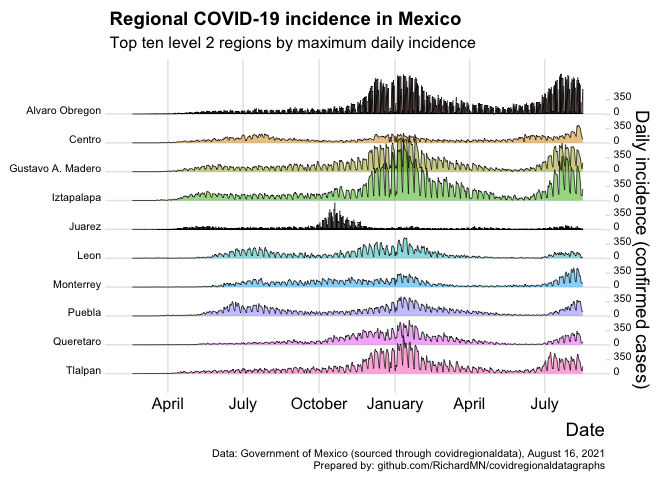 Regional COVID-19 incidence in Mexico
Top ten level 2 regions by maximum daily incidence
Alvaro Obregon
350
0
Centro
350
0
Gustavo A. Madero
350
0
Iztapalapa
350
0
Juarez
350
0
Leon
350
0
Monterrey
350
0
Puebla
350
0
Queretaro
350
0
Tlalpan
350
0
Daily incidence (confirmed cases)
April July October January April July
Date
Data: Government of Mexico (sourced through covidregionaldata), August 16, 2021
Prepared by: github.com/RichardMN/covidregionaldatagraphs